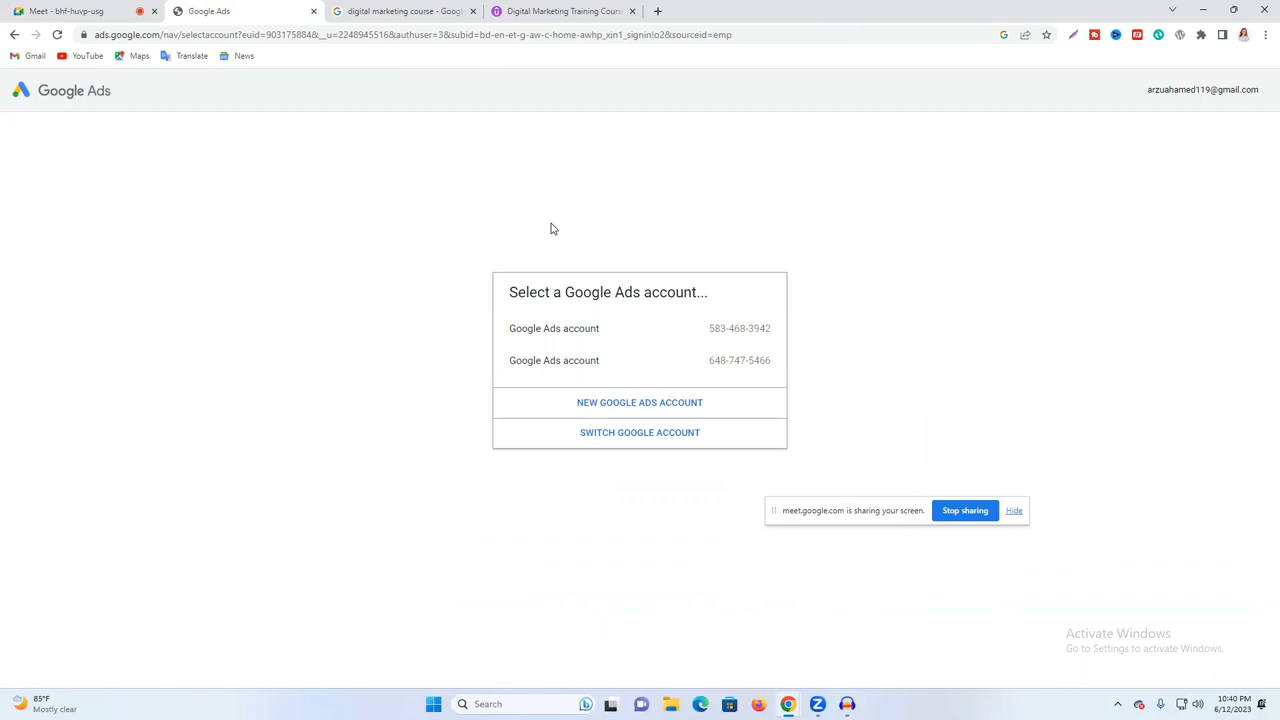 Meet - bhf-huvp-usg
Google Ads
digital marketing course - Goog
Digital Marketing Training Cours
ads.google.com/nav/selectaccount?euid=903175884&__u=2248945516&authuser=3&subid=bd-en-et-g-aw-c-home-awhp_xin1_signin!o2&sourceid=emp
Gmail
YouTube
Maps
Translate
News
Google Ads
arzuahamed119@gmail.com
Select a Google Ads account...
Google Ads account 583-468-3942
Google Ads account 648-747-5466
NEW GOOGLE ADS ACCOUNT
SWITCH GOOGLE ACCOUNT
meet.google.com is sharing your screen.
Stop sharing
Hide
Activate Windows
Go to Settings to activate Windows.
85°F
Mostly clear
Search
10:40 PM
6/12/2023